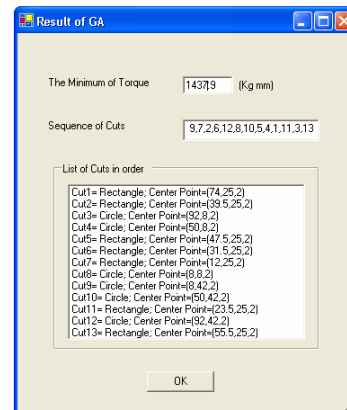 Result of GA
The Minimum of Torque 14379 (Kg mm)
Sequence of Cuts 9,7,2,6,12,8,10,5,4,1,11,3,13
List of Cuts in order
Cut1= Rectangle; Center Point=(74,25,2)
Cut2= Rectangle; Center Point=(39.5,25,2)
Cut3= Circle; Center Point=(92,8,2)
Cut4= Circle; Center Point=(50,8,2)
Cut5= Rectangle; Center Point=(47.5,25,2)
Cut6= Rectangle; Center Point=(31.5,25,2)
Cut7= Rectangle; Center Point=(12,25,2)
Cut8= Circle; Center Point=(8,8,2)
Cut9= Circle; Center Point=(8,42,2)
Cut10= Circle; Center Point=(50,42,2)
Cut11= Rectangle; Center Point=(23.5,25,2)
Cut12= Circle; Center Point=(92,42,2)
Cut13= Rectangle; Center Point=(55.5,25,2)
OK